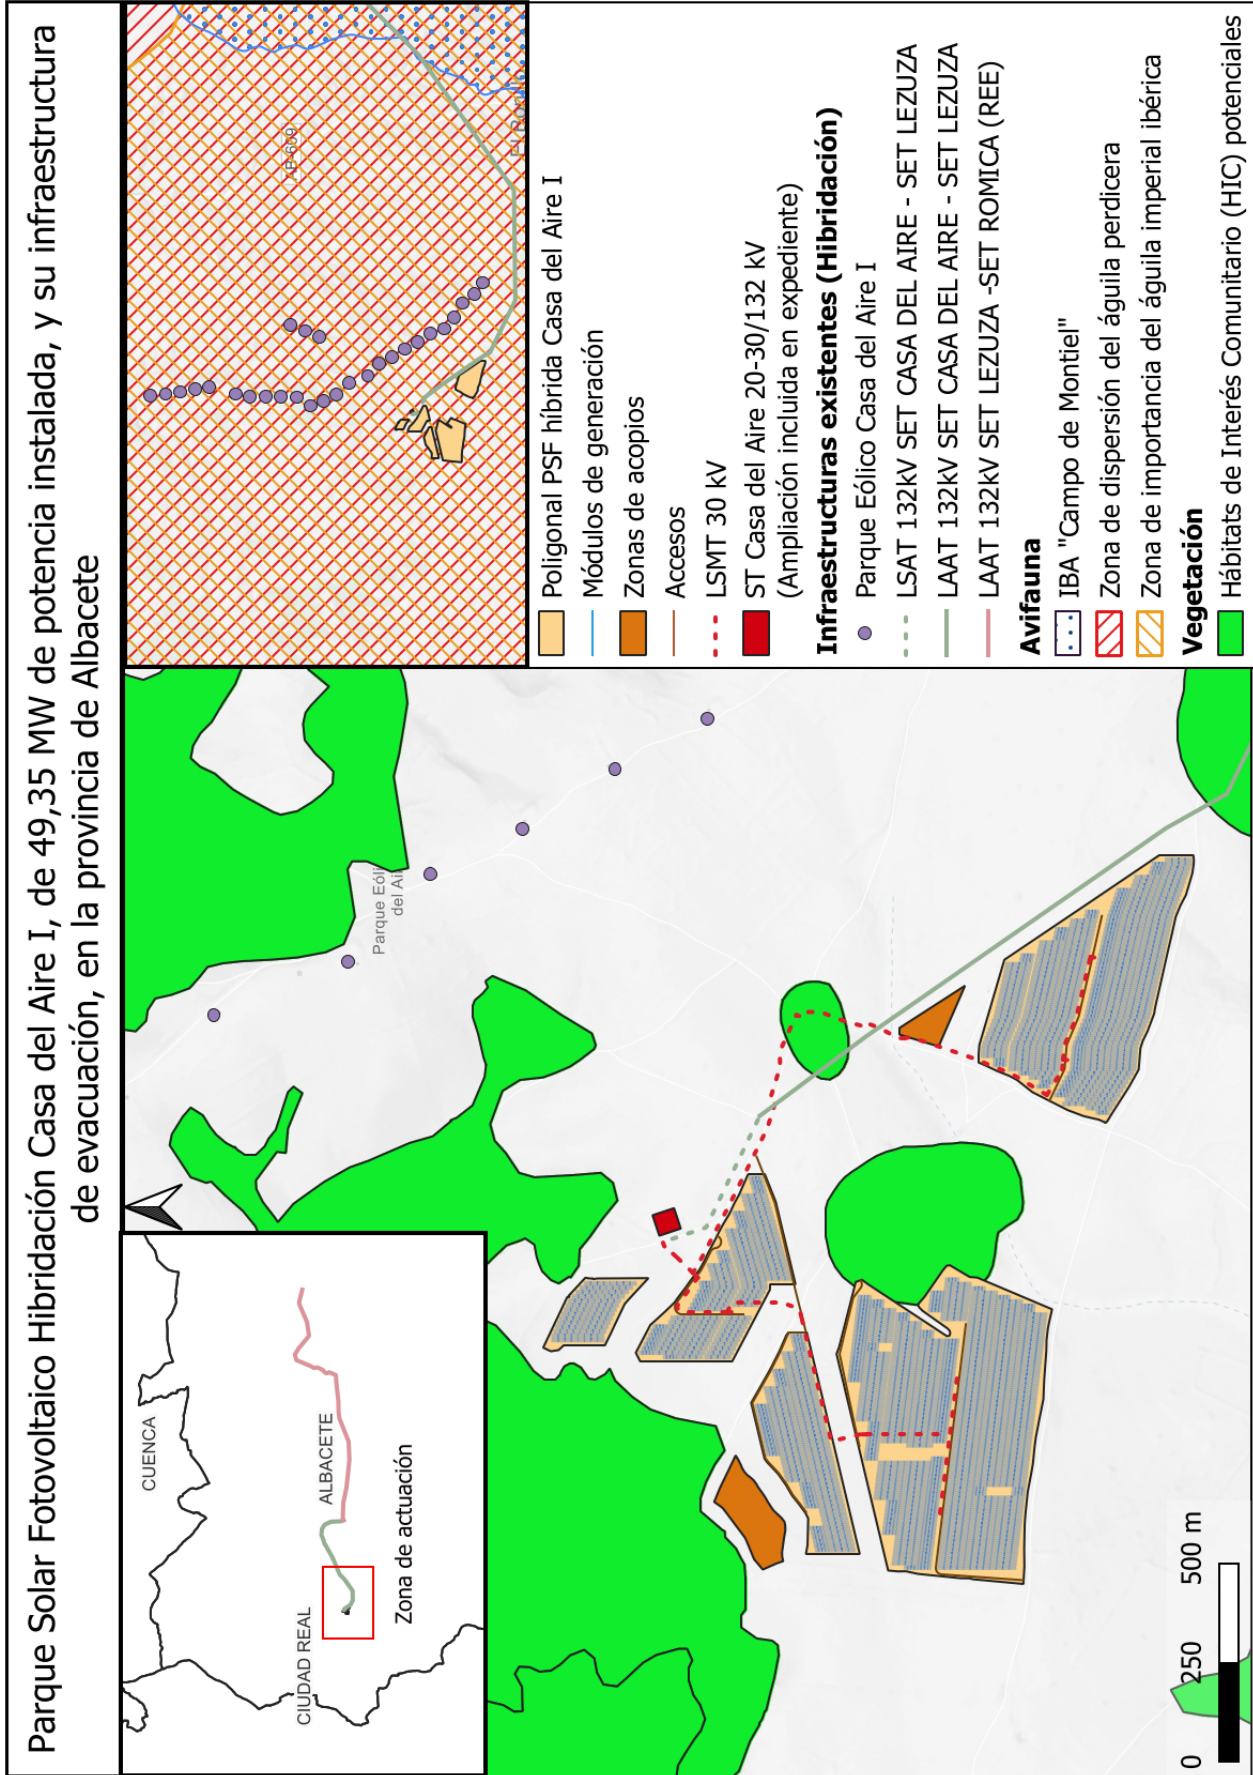 Parque Solar Fotovoltaico Hibridación Casa del Aire I, de 49,35 MW de potencia instalada, y su infraestructura
de evacuación, en la provincia de Albacete
CUENCA
CIUDAD REAL
ALBACETE
Zona de actuación
AB-659
Parque Eóli
del Ai
0 250 500 m
Poligonal PSF híbrida Casa del Aire I
Módulos de generación
Zonas de acopios
Accesos
LSMT 30 kV
ST Casa del Aire 20-30/132 kV
(Ampliación incluida en expediente)
Infraestructuras existentes (Hibridación)
Parque Eólico Casa del Aire I
LSAT 132kV SET CASA DEL AIRE - SET LEZUZA
LAAT 132kV SET CASA DEL AIRE - SET LEZUZA
LAAT 132kV SET LEZUZA -SET ROMICA (REE)
Avifauna
IBA "Campo de Montiel"
Zona de dispersión del águila perdicera
Zona de importancia del águila imperial ibérica
Vegetación
Hábitats de Interés Comunitario (HIC) potenciales